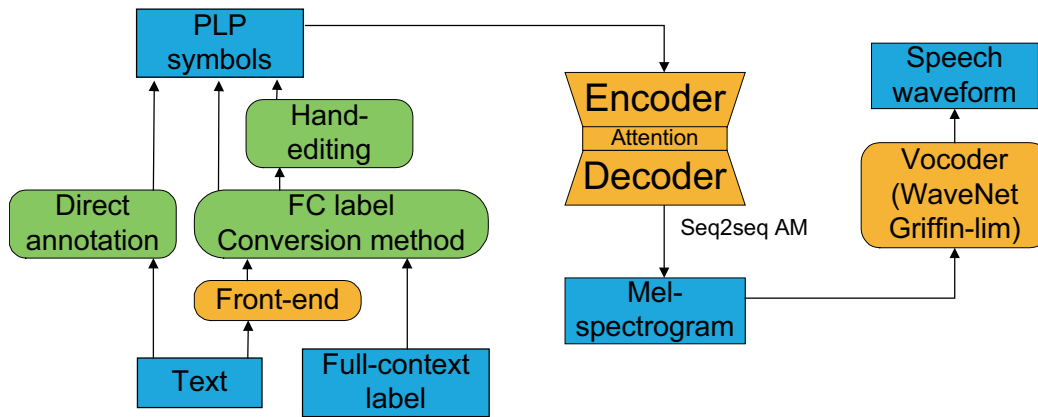 PLP
symbols
Hand-
editing
Direct
annotation
FC label
Conversion method
Front-end
Text
Full-context
label
Encoder
Attention
Decoder
Seq2seq AM
Mel-
spectrogram
Speech
waveform
Vocoder
(WaveNet
Griffin-lim)